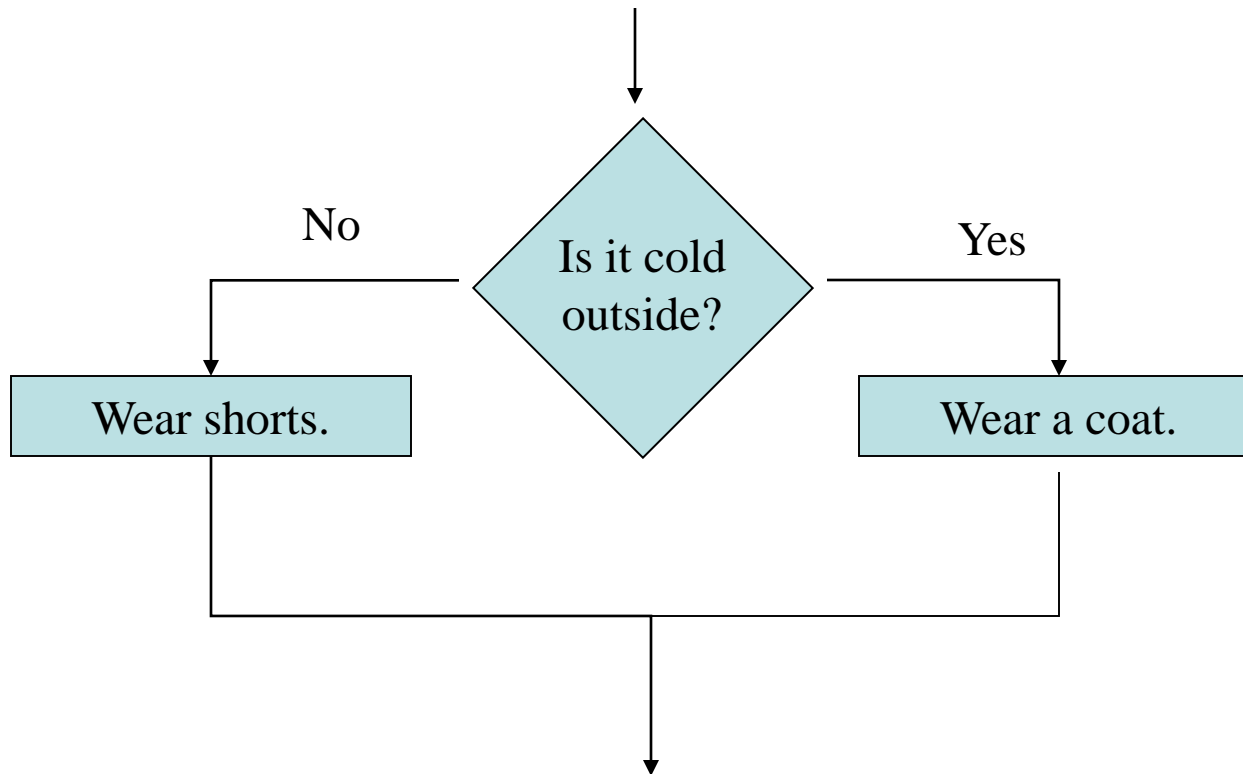 No
Yes
Is it cold
outside?
Wear shorts.
Wear a coat.